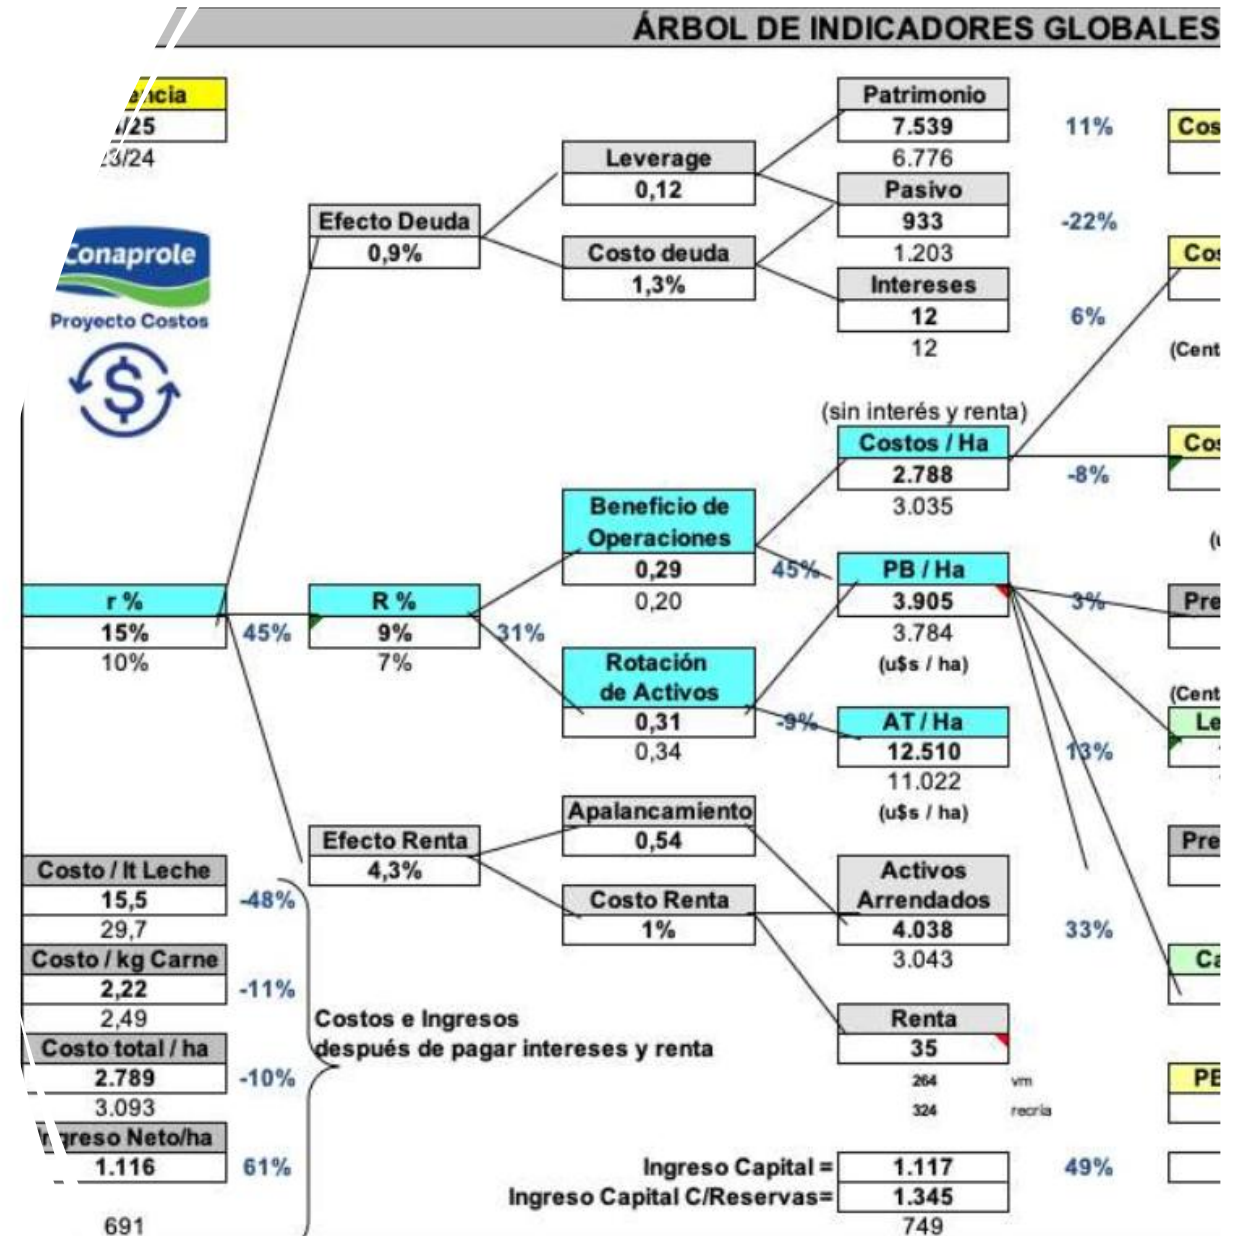 ÁRBOL DE INDICADORES GLOBALES
Patrimonio
7.539
11%
6.776
Leverage
0,12
Pasivo
933
-22%
1.203
Efecto Deuda
0,9%
Costo deuda
1,3%
Intereses
12
6%
12
Conaprole
Proyecto Costos
$
(Cent
(sin interés y renta)
Costos / Ha
2.788
-8%
3.035
Beneficio de
Operaciones
0,29
45%
0,20
PB / Ha
3.905
3%
3.784
(u$s / ha)
r %
15%
45%
10%
R %
9%
31%
7%
Rotación
de Activos
0,31
-9%
0,34
AT / Ha
12.510
13%
11.022
(u$s / ha)
(Cent
Apalancamiento
0,54
Efecto Renta
4,3%
Costo Renta
1%
Activos
Arrendados
4.038
33%
3.043
Costo / lt Leche
15,5
-48%
29,7
Costo / kg Carne
2,22
-11%
2,49
Costo total / ha
2.789
-10%
3.093
Ingreso Neto/ha
1.116
61%
691
Costos e Ingresos
después de pagar intereses y renta
Renta
35
264 vm
324 recría
Ingreso Capital = 1.117 49%
Ingreso Capital C/Reservas= 1.345
749